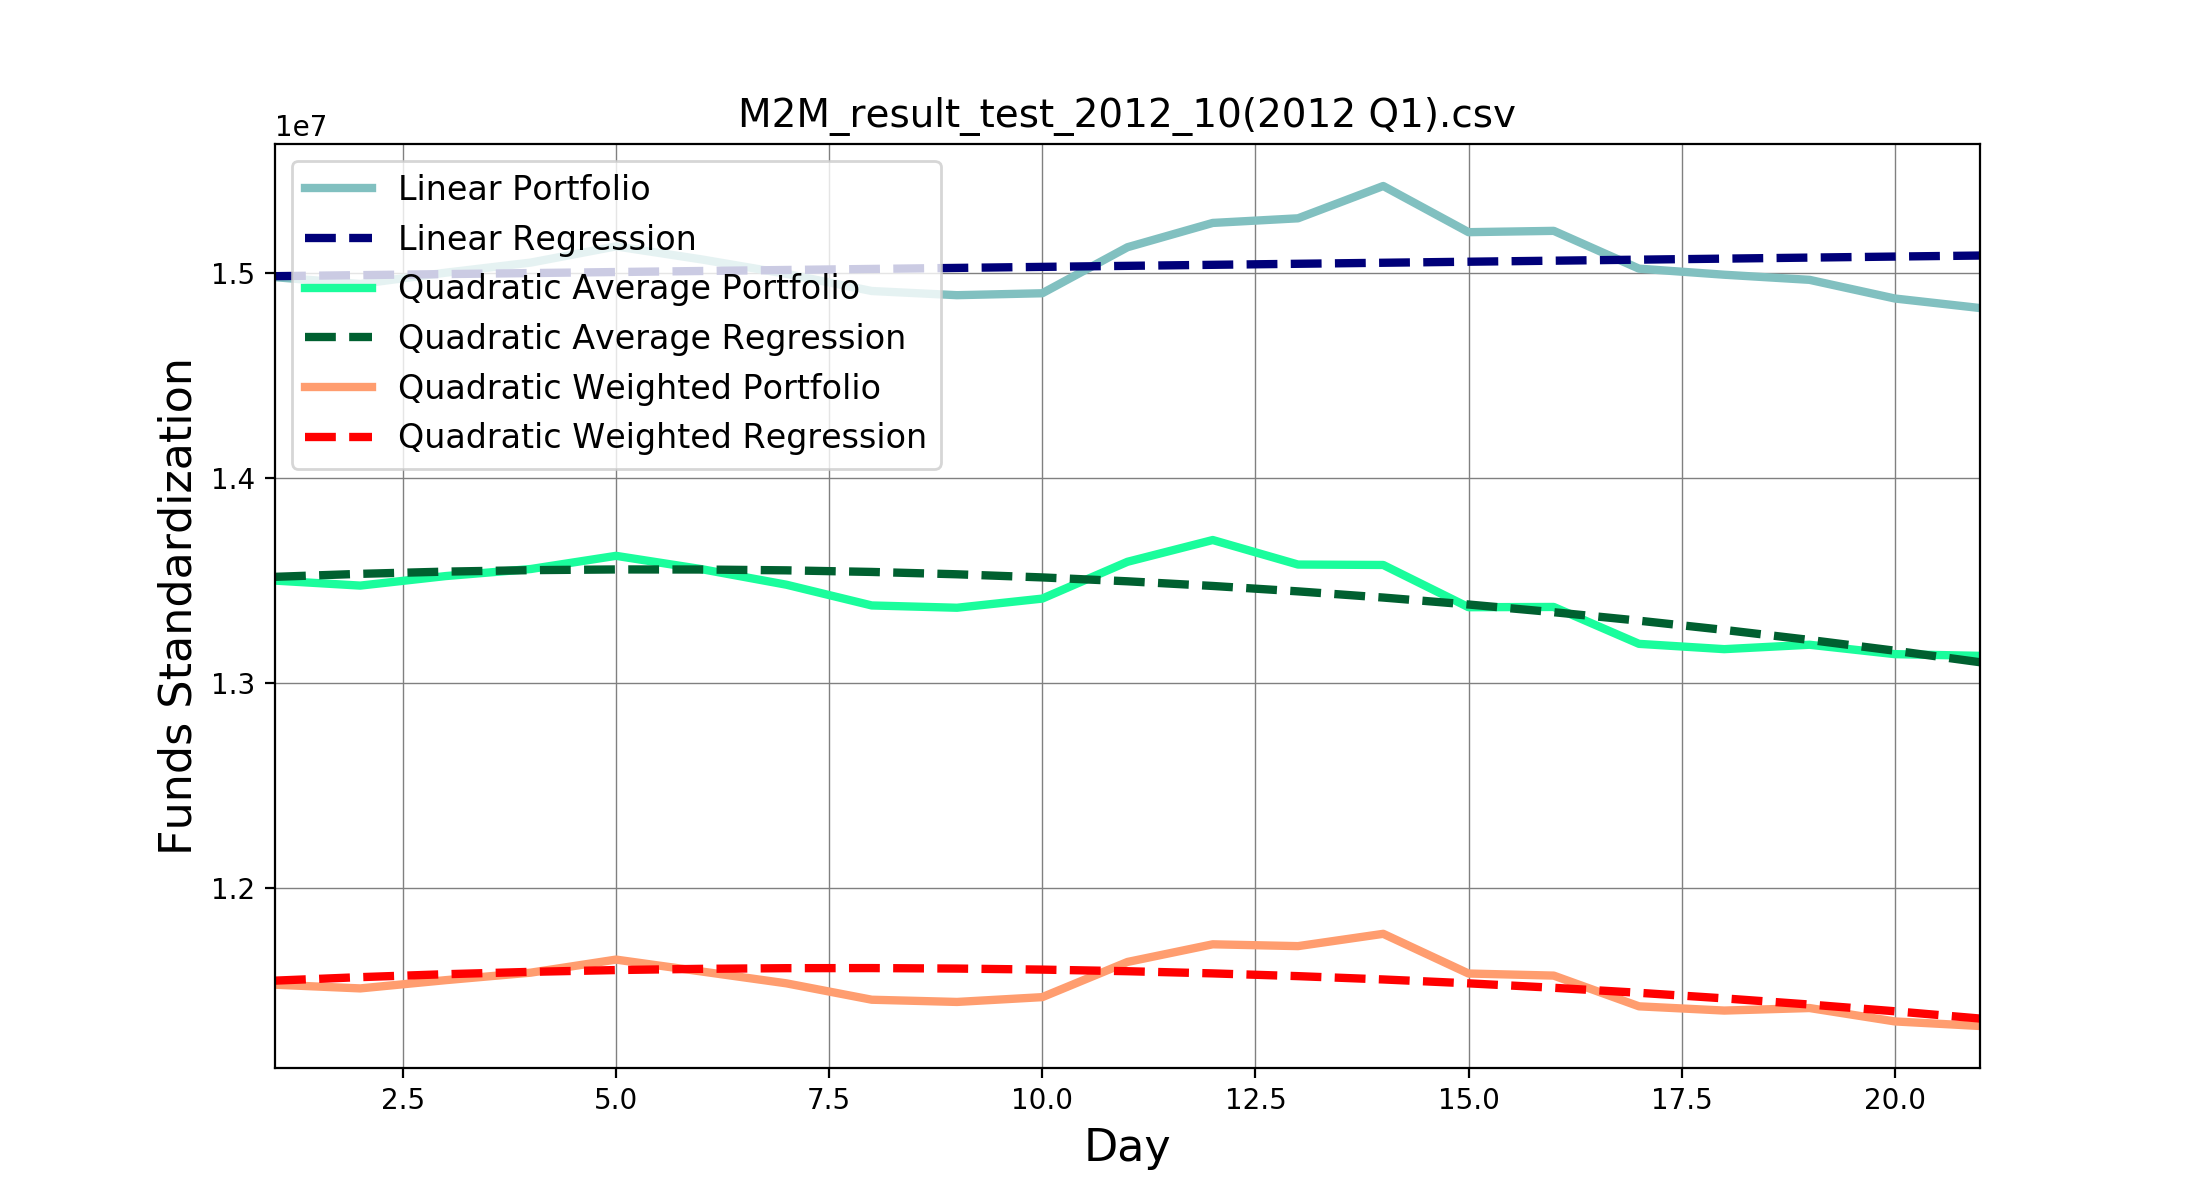 M2M_result_test_2012_10(2012 Q1).csv
1e7
Linear Portfolio
Linear Regression
Quadratic Average Portfolio
Quadratic Average Regression
Quadratic Weighted Portfolio
Quadratic Weighted Regression
1.5
1.4
1.3
1.2
Funds Standardization
2.5 5.0 7.5 10.0 12.5 15.0 17.5 20.0
Day